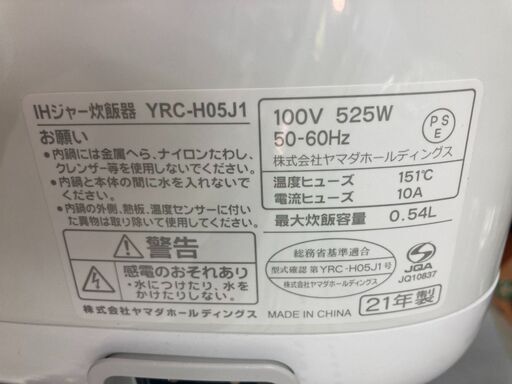 IHジャー炊飯器 YRC-H05J1
お願い
•内鍋には金属へら、ナイロンたわし、
クレンザー等を使用しないでください。
•内鍋と本体の間に水を入れないで
ください。
•内鍋の外側、熱板、温度センサーに付い
た異物は取り除いて使用してください。
警告
感電のおそれあり
•水につけたり、水を
かけたりしない。
株式会社ヤマダホールディングス
100V 525W
50-60Hz
株式会社ヤマダホールディングス
PS
E
温度ヒューズ 151℃
電流ヒューズ 10A
最大炊飯容量 0.54L
総務省基準適合
型式確認 第YRC-H05J1号
株式会社ヤマダホールディングス
JQA
JQ10837
MADE IN CHINA
21年製